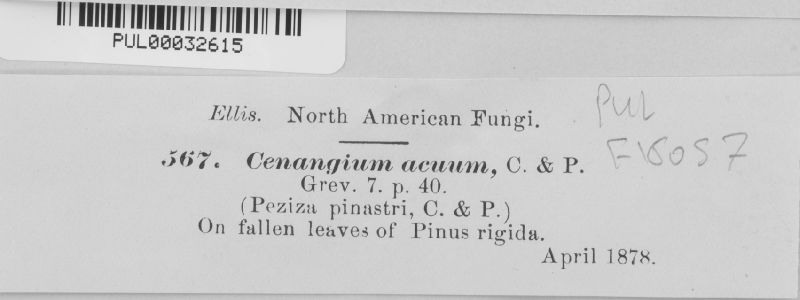 PUL00032615
Ellis. North American Fungi.
PUL
F18057
567. Cenangium acuum, C. & P.
Grev. 7. p. 40.
(Peziza pinastri, C. & P.)
On fallen leaves of Pinus rigida.
April 1878.